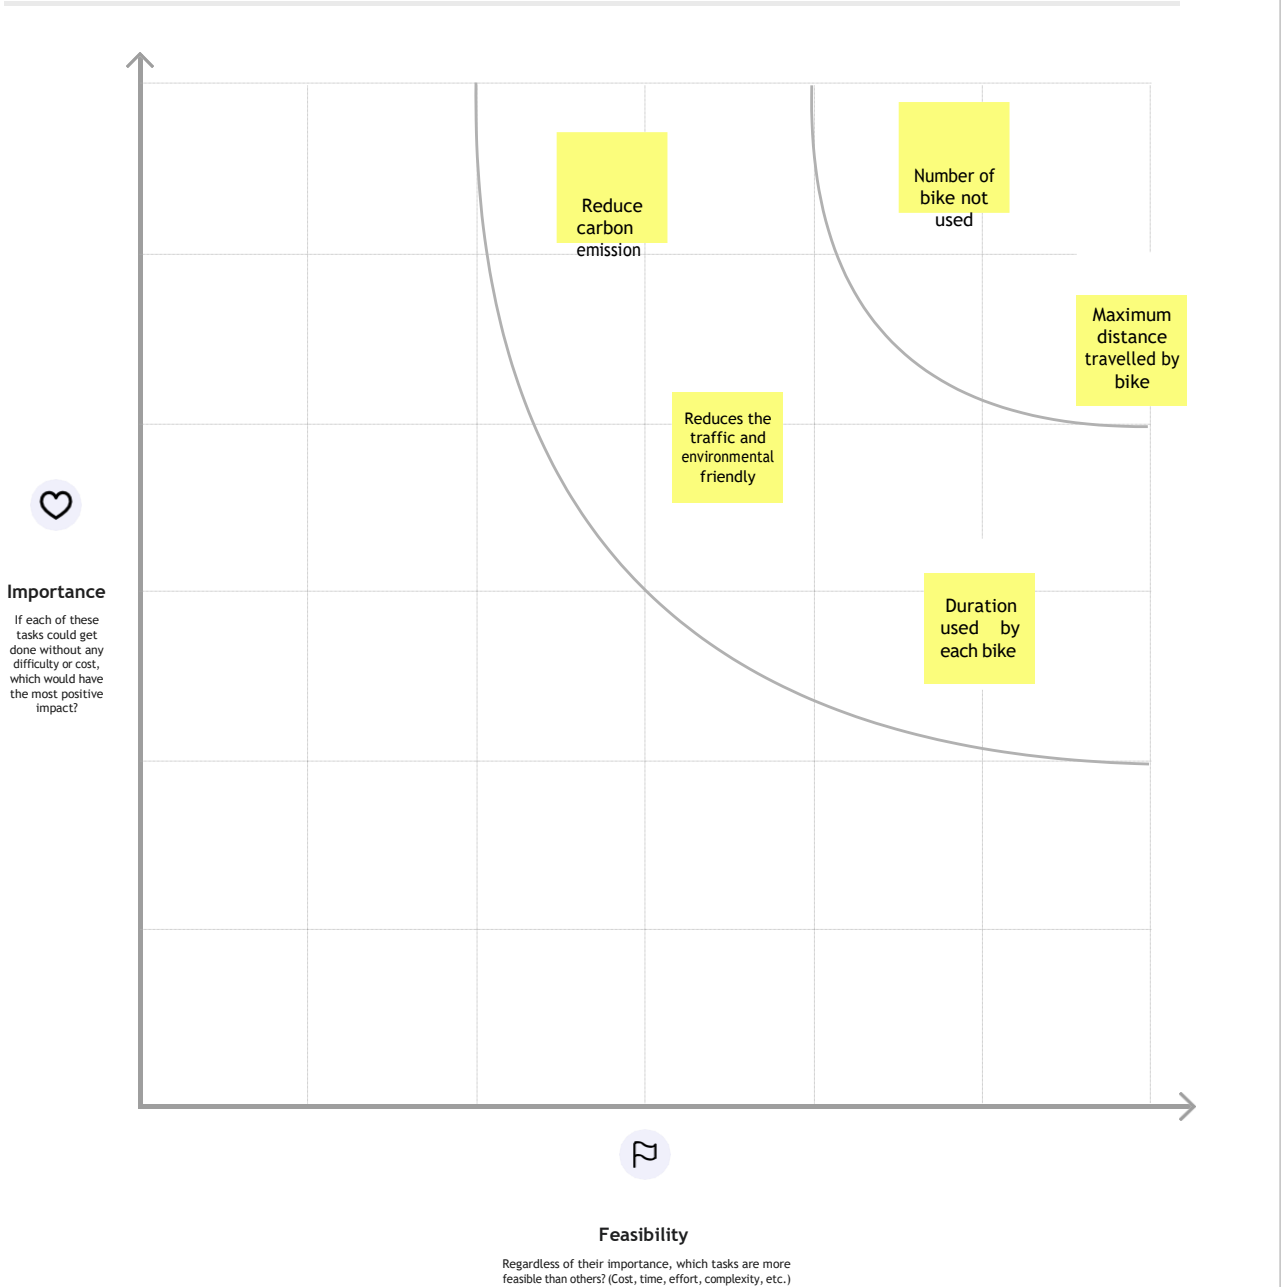 Reduce
carbon
emission
Number of
bike not
used
Maximum
distance
travelled by
bike
Reduces the
traffic and
environmental
friendly
Duration
used by
each bike
Importance
If each of these
tasks could get
done without any
difficulty or cost,
which would have
the most positive
impact?
Feasibility
Regardless of their importance, which tasks are more
feasible than others? (Cost, time, effort, complexity, etc.)